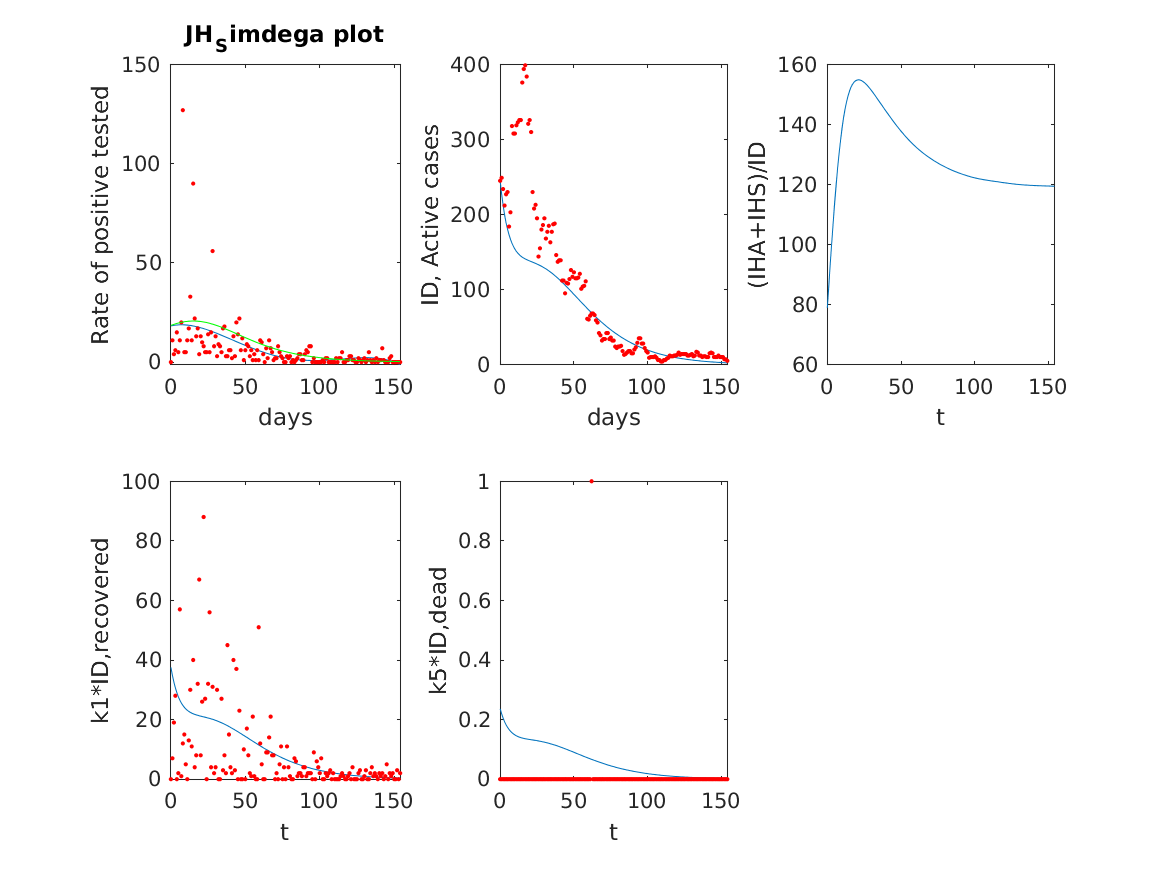 JH_Simdega plot
150
100
50
0
0 50 100 150
Rate of positive tested
days
400
300
200
100
0
0 50 100 150
ID, Active cases
days
160
140
120
100
80
60
0 50 100 150
(IHA+IHS)/ID
t
100
80
60
40
20
0
0 50 100 150
k1*ID,recovered
t
1
0.8
0.6
0.4
0.2
0
0 50 100 150
k5*ID,dead
t